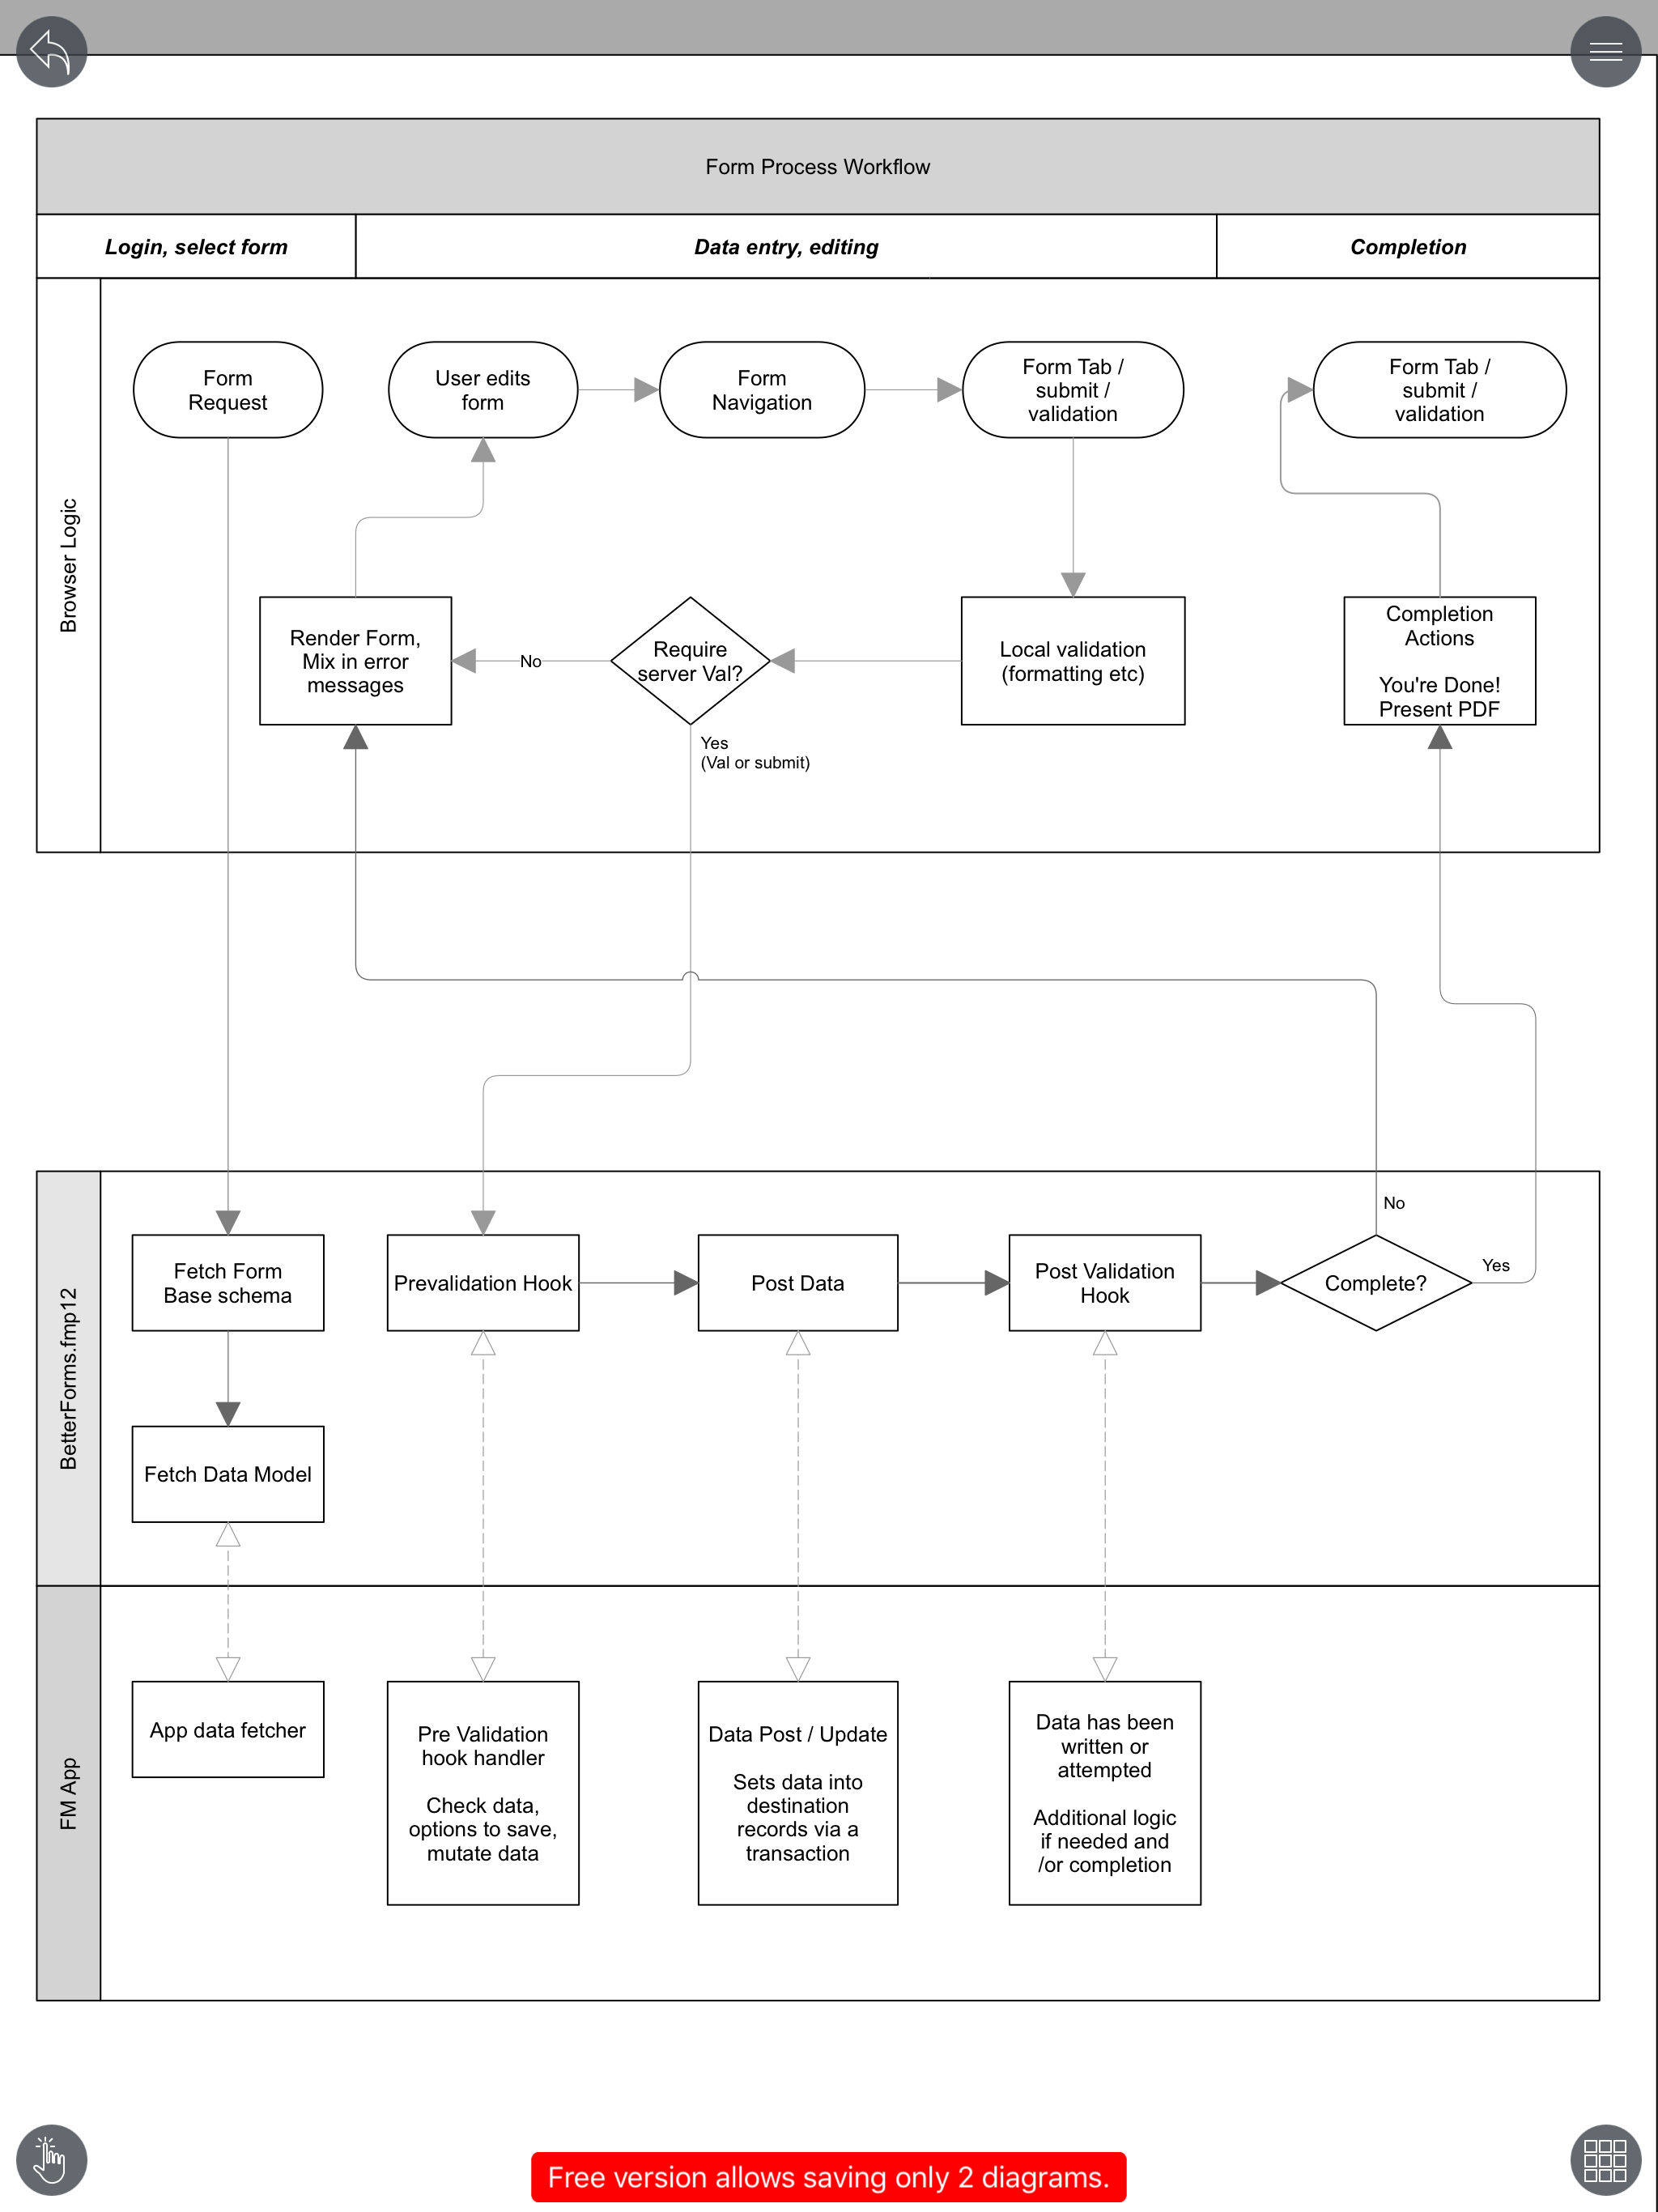 Form Process Workflow
Login, select form
Data entry, editing
Completion
Browser Logic
Form
Request
User edits
form
Form
Navigation
Form Tab /
submit /
validation
Form Tab /
submit /
validation
Render Form,
Mix in error
messages
No
Require
server Val?
Yes
(Val or submit)
Local validation
(formatting etc)
Completion
Actions
You're Done!
Present PDF
BetterForms.fmp12
Fetch Form
Base schema
Prevalidation Hook
Post Data
Post Validation
Hook
Complete?
No
Yes
Fetch Data Model
FM App
App data fetcher
Pre Validation
hook handler
Check data,
options to save,
mutate data
Data Post / Update
Sets data into
destination
records via a
transaction
Data has been
written or
attempted
Additional logic
if needed and
/or completion
Free version allows saving only 2 diagrams.